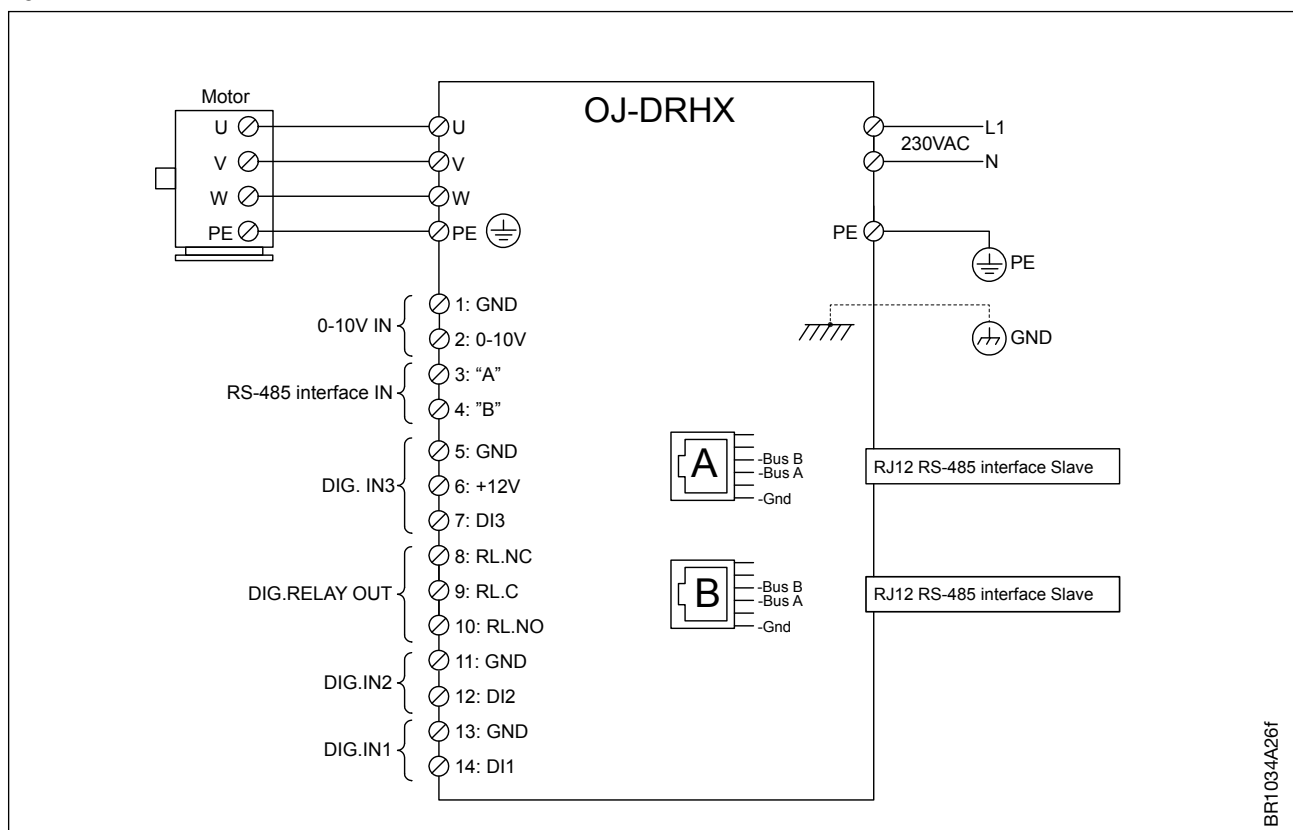 OJ-DRHX
Motor
U
V
W
PE
U
V
W
PE
L1
230VAC
N
PE
PE
GND
0-10V IN
1: GND
2: 0-10V
RS-485 interface IN
3: “A”
4: ”B”
DIG. IN3
5: GND
6: +12V
7: DI3
DIG.RELAY OUT
8: RL.NC
9: RL.C
10: RL.NO
DIG.IN2
11: GND
12: DI2
DIG.IN1
13: GND
14: DI1
A
-Bus B
-Bus A
-Gnd
RJ12 RS-485 interface Slave
B
-Bus B
-Bus A
-Gnd
RJ12 RS-485 interface Slave
BR1034A26f